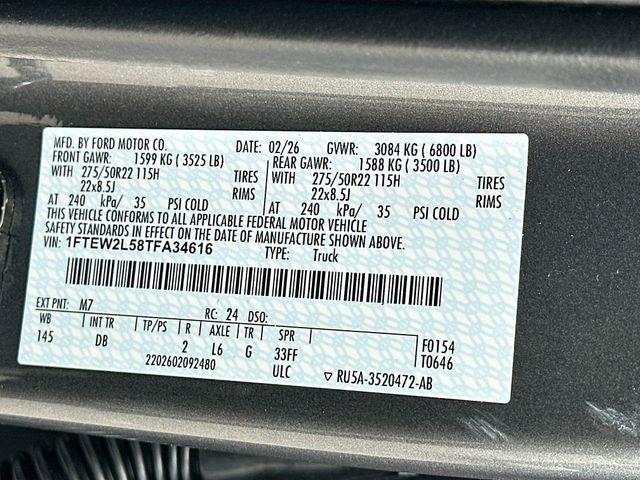 MFD. BY FORD MOTOR CO. DATE: 02/26 GVWR: 3084 KG ( 6800 LB)
FRONT GAWR: 1599 KG ( 3525 LB) REAR GAWR: 1588 KG ( 3500 LB)
WITH 275/50R22 115H TIRES WITH 275/50R22 115H TIRES
22x8.5J RIMS 22x8.5J RIMS
AT 240 kPa/ 35 PSI COLD AT 240 kPa/ 35 PSI COLD
THIS VEHICLE CONFORMS TO ALL APPLICABLE FEDERAL MOTOR VEHICLE
SAFETY STANDARDS IN EFFECT ON THE DATE OF MANUFACTURE SHOWN ABOVE.
VIN: 1FTEW2L58TFA34616 TYPE: Truck
EXT PNT: M7 RC: 24 DSO:
WB INT TR TP/PS R AXLE TR SPR F0154
145 DB 2 L6 G 33FF T0646
2202602092480 ULC ▽ RU5A-3520472-AB